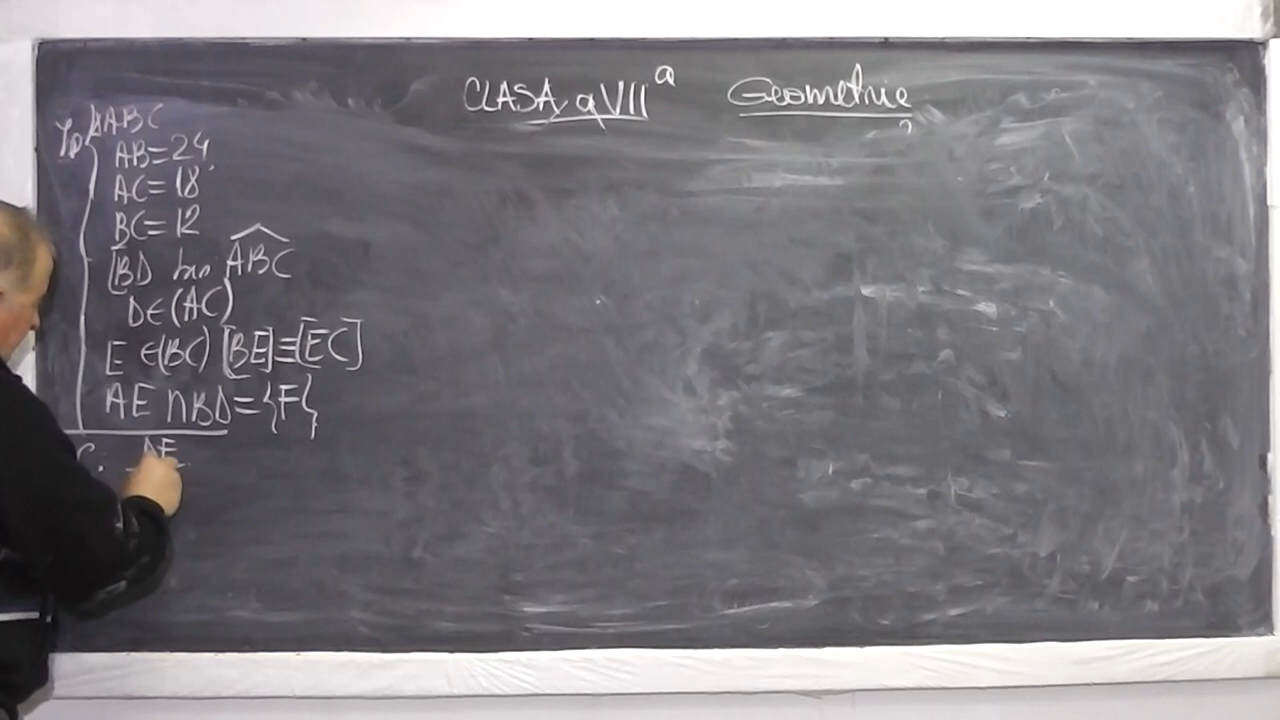 CLASA a VII a Geometrie
Ip ΔABC
AB=24
AC=18
BC=12
[BD bis ABC
D∈(AC)
E ∈(BC) [BE]≡[EC]
AE ∩ BD={F}
C. AF